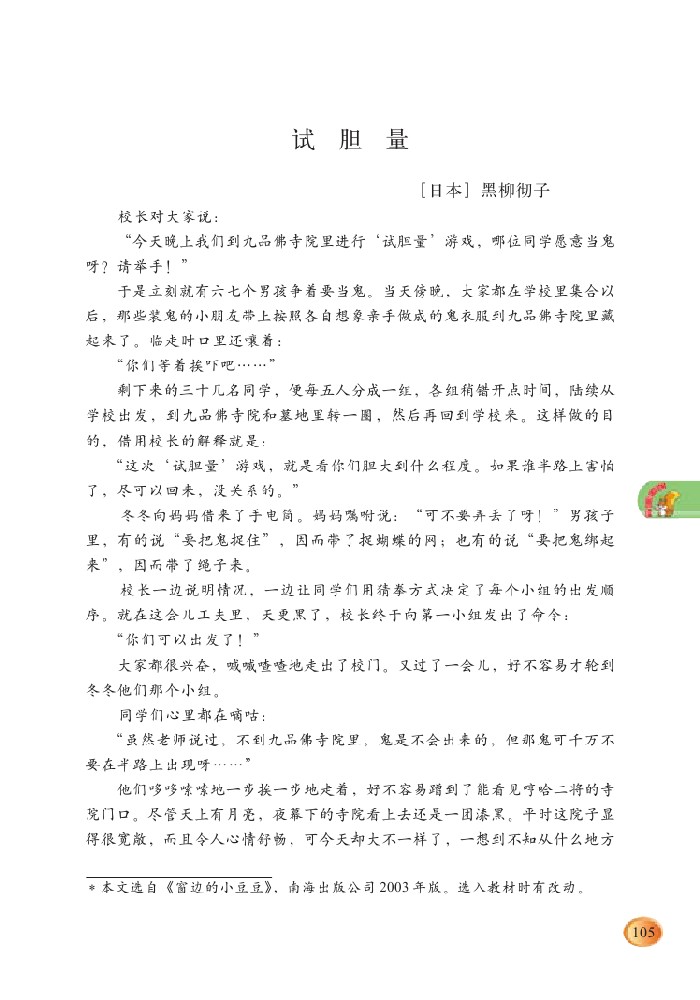 试 胆 量
[日本] 黑柳彻子
校长对大家说：
“今天晚上我们到九品佛寺院里进行‘试胆量’游戏，哪位同学愿意当鬼
呀？请举手！”
于是立刻就有六七个男孩争着要当鬼。当天傍晚，大家都在学校里集合以
后，那些装鬼的小朋友带上按照各自想象亲手做成的鬼衣服到九品佛寺院里藏
起来了。临走时口里还嚷着：
“你们等着挨吓吧……”
剩下来的三十几名同学，便每五人分成一组，各组稍错开点时间，陆续从
学校出发，到九品佛寺院和墓地里转一圈，然后再回到学校来。这样做的目
的，借用校长的解释就是：
“这次‘试胆量’游戏，就是看你们胆大到什么程度。如果谁半路上害怕
了，尽可以回来，没关系的。”
冬冬向妈妈借来了手电筒。妈妈嘱咐说：“可不要弄丢了呀！”男孩子
里，有的说“要把鬼捉住”，因而带了捉蝴蝶的网；也有的说“要把鬼绑起
来”，因而带了绳子来。
校长一边说明情况，一边让同学们用猜拳方式决定了每个小组的出发顺
序。就在这会儿工夫里，天更黑了，校长终于向第一小组发出了命令：
“你们可以出发了！”
大家都很兴奋，喊喊喳喳地走出了校门。又过了一会儿，好不容易才轮到
冬冬他们那个小组。
同学们心里都在嘀咕：
“虽然老师说过，不到九品佛寺院里，鬼是不会出来的，但那鬼可千万不
要在半路上出现呀……”
他们哆哆嗦嗦地一步挨一步地走着，好不容易蹭到了能看见哼哈二将的寺
院门口。尽管天上有月亮，夜幕下的寺院看上去还是一团漆黑。平时这院子显
得很宽敞，而且令人心情舒畅，可今天却大不一样了，一想到不知从什么地方
* 本文选自《窗边的小豆豆》，南海出版公司2003年版。选入教材时有改动。
105